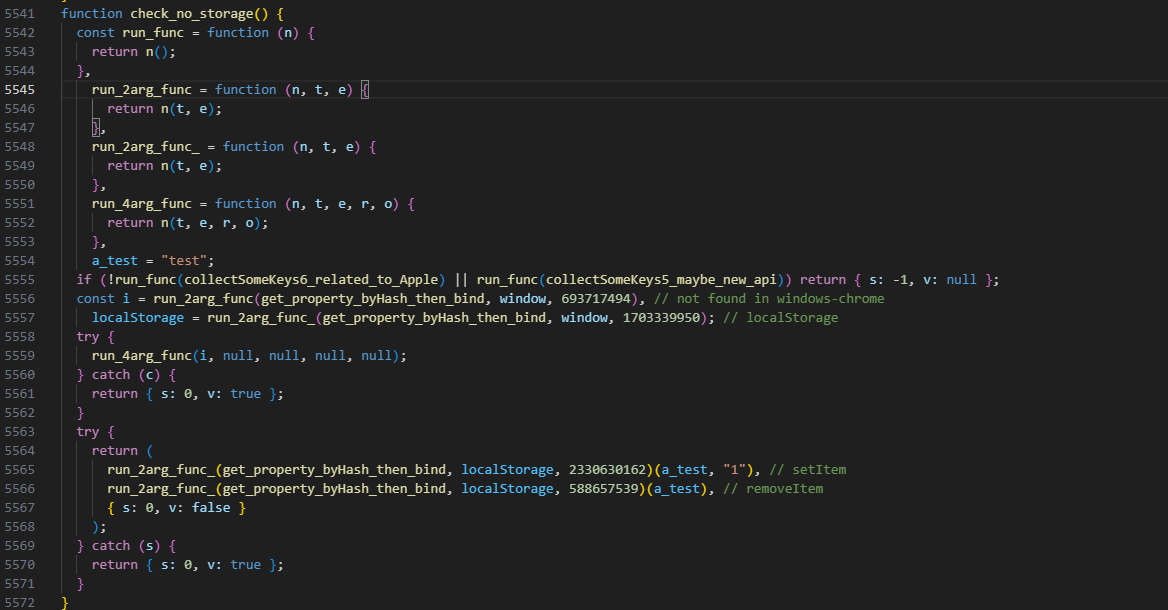 5541 function check_no_storage() {
5542 const run_func = function (n) {
5543 return n();
5544 },
5545 run_2arg_func = function (n, t, e) {
5546 return n(t, e);
5547 },
5548 run_2arg_func_ = function (n, t, e) {
5549 return n(t, e);
5550 },
5551 run_4arg_func = function (n, t, e, r, o) {
5552 return n(t, e, r, o);
5553 },
5554 a_test = "test";
5555 if (!run_func(collectSomeKeys6_related_to_Apple) || run_func(collectSomeKeys5_maybe_new_api)) return { s: -1, v: null };
5556 const i = run_2arg_func(get_property_byHash_then_bind, window, 693717494), // not found in windows-chrome
5557 localStorage = run_2arg_func_(get_property_byHash_then_bind, window, 1703339950); // localStorage
5558 try {
5559 run_4arg_func(i, null, null, null, null);
5560 } catch (c) {
5561 return { s: 0, v: true };
5562 }
5563 try {
5564 return (
5565 run_2arg_func_(get_property_byHash_then_bind, localStorage, 2330630162)(a_test, "1"), // setItem
5566 run_2arg_func_(get_property_byHash_then_bind, localStorage, 588657539)(a_test), // removeItem
5567 { s: 0, v: false }
5568 );
5569 } catch (s) {
5570 return { s: 0, v: true };
5571 }
5572 }